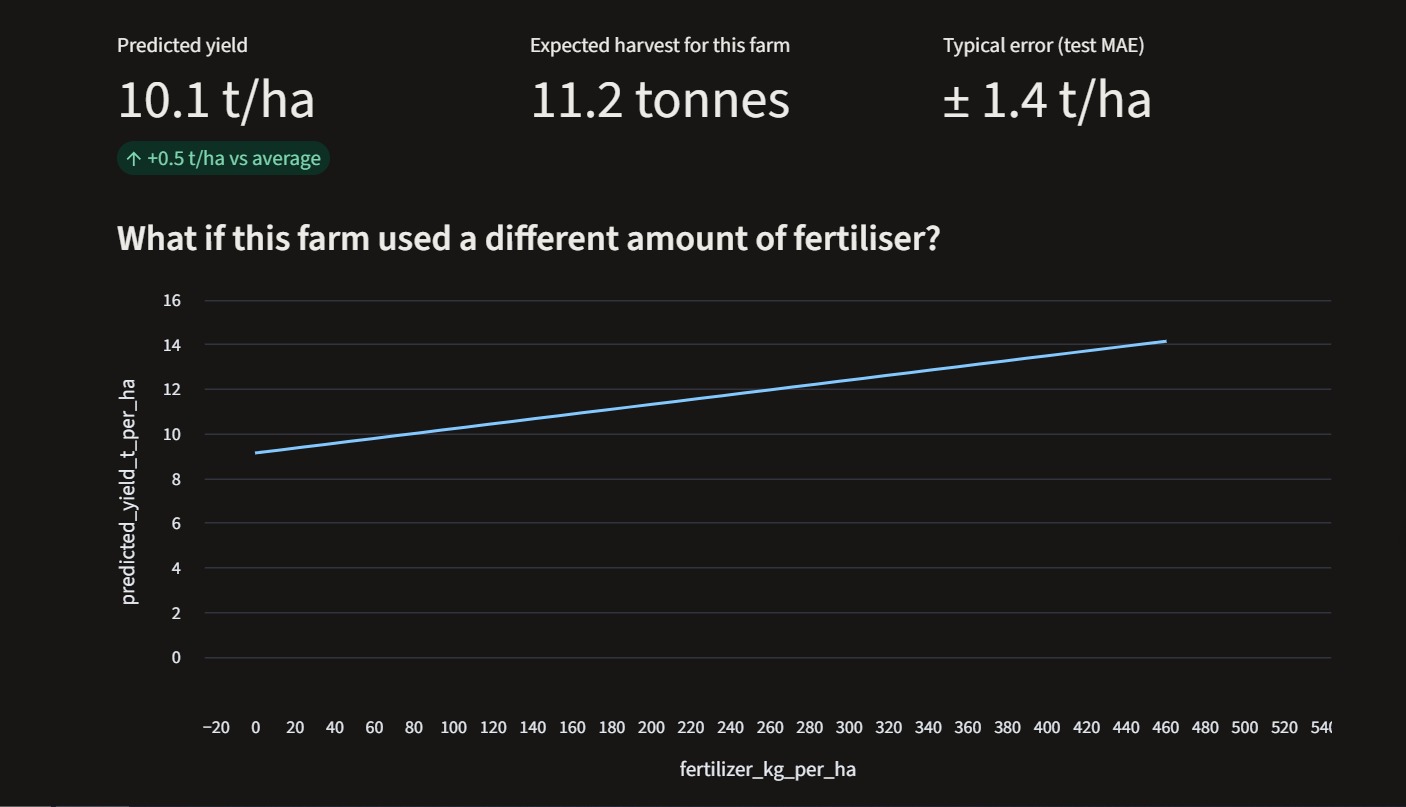 Predicted yield
10.1 t/ha
↑ +0.5 t/ha vs average
Expected harvest for this farm
11.2 tonnes
Typical error (test MAE)
± 1.4 t/ha
What if this farm used a different amount of fertiliser?
predicted_yield_t_per_ha
16
14
12
10
8
6
4
2
0
−20 0 20 40 60 80 100 120 140 160 180 200 220 240 260 280 300 320 340 360 380 400 420 440 460 480 500 520 540
fertilizer_kg_per_ha